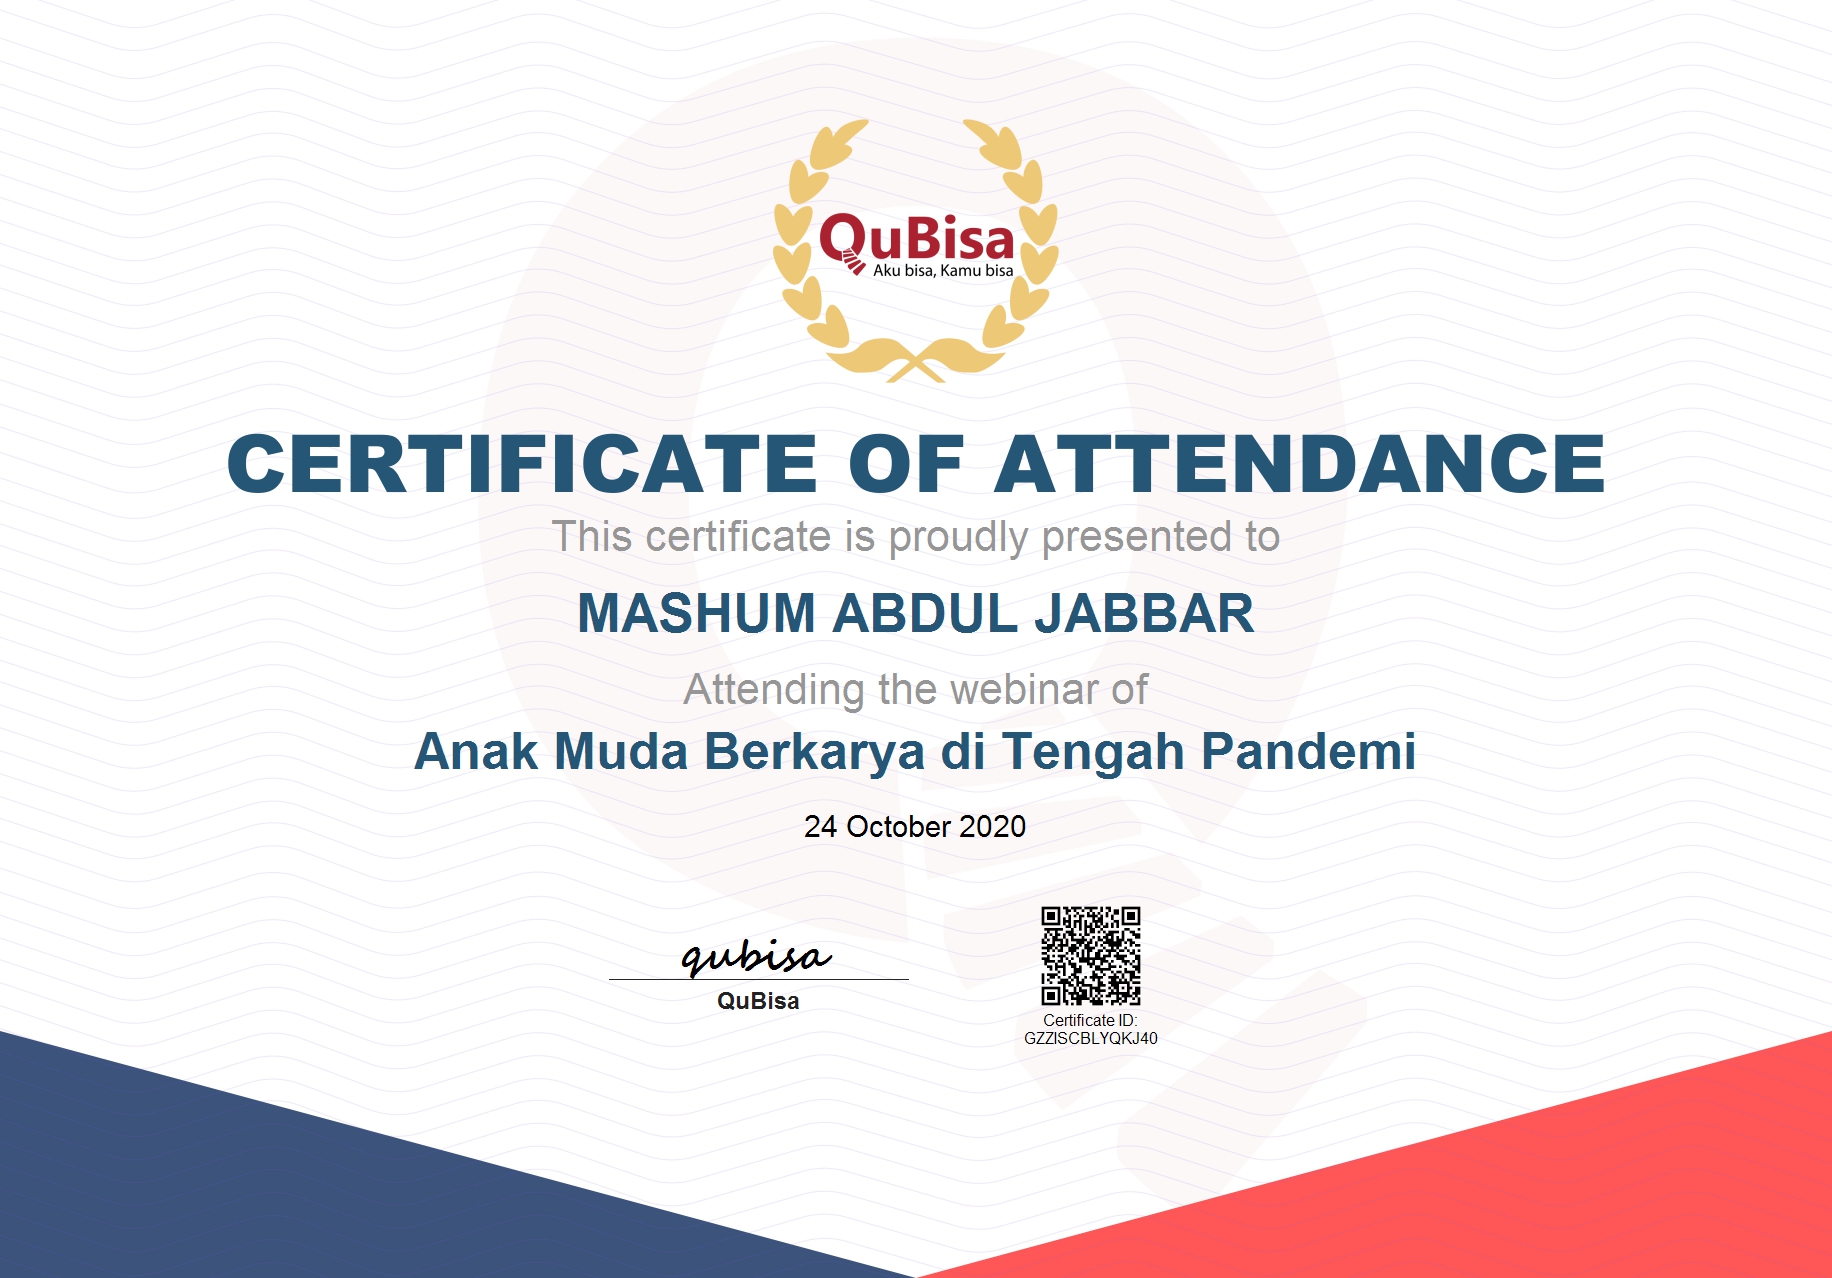 QuBisa
Aku bisa, Kamu bisa
CERTIFICATE OF ATTENDANCE
This certificate is proudly presented to
MASHUM ABDUL JABBAR
Attending the webinar of
Anak Muda Berkarya di Tengah Pandemi
24 October 2020
qubisa
QuBisa
Certificate ID:
GZZISCBLYQKJ40